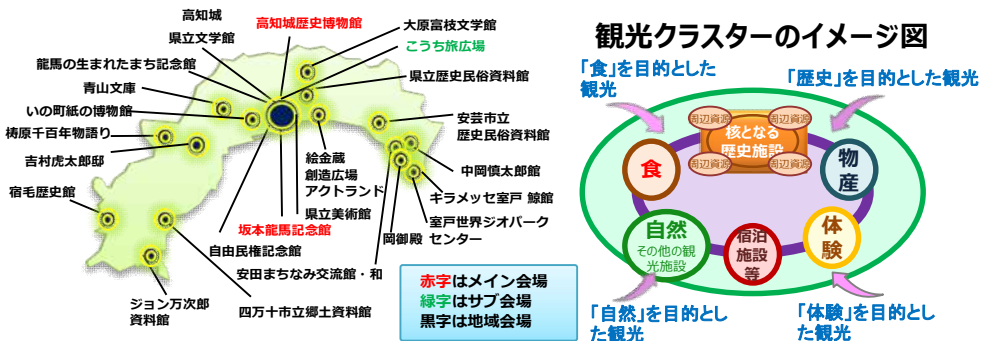 高知城
高知城歴史博物館
県立文学館
大原富枝文学館
こうち旅広場
龍馬の生まれたまち記念館
県立歴史民俗資料館
青山文庫
いの町紙の博物館
安芸市立
歴史民俗資料館
梼原千百年物語り
絵金蔵
創造広場
アクトランド
中岡慎太郎館
吉村虎太郎邸
キラメッセ室戸 鯨館
宿毛歴史館
県立美術館
室戸世界ジオパーク
センター
坂本龍馬記念館
岡御殿
自由民権記念館
安田まちなみ交流館・和
ジョン万次郎
資料館
四万十市立郷土資料館
赤字はメイン会場
緑字はサブ会場
黒字は地域会場
観光クラスターのイメージ図
「食」を目的とした
観光
「歴史」を目的とした観光
周辺資源
周辺資源
核となる
歴史施設
周辺資源
周辺資源
食
物
産
自然
その他の観
光施設
宿泊
施設
等
体
験
「自然」を目的とし
た観光
「体験」を目的とし
た観光